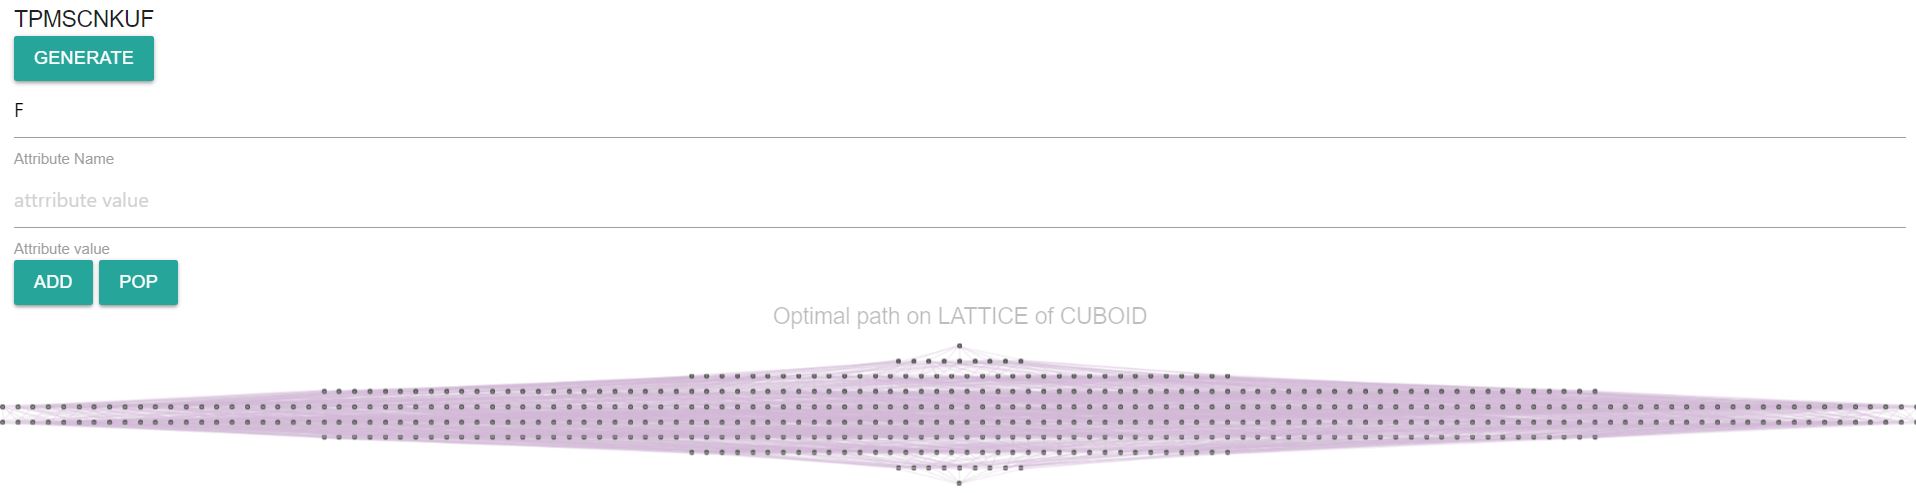 TPMSCNKUF
GENERATE
F
Attribute Name
attrribute value
Attribute value
ADD POP
Optimal path on LATTICE of CUBOID